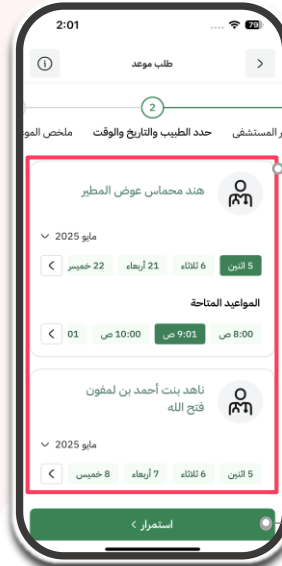 2:01
79
طلب موعد
2
ر المستشفى
حدد الطبيب والتاريخ والوقت
ملخص المو
هند محماس عوض المطير
مايو 2025
5 اثنين
6 ثلاثاء
21 أربعاء
22 خميس
المواعيد المتاحة
8:00 ص
9:01 ص
10:00 ص
01
ناهد بنت أحمد بن لمفون
فتح الله
مايو 2025
5 اثنين
6 ثلاثاء
7 أربعاء
8 خميس
استمرار